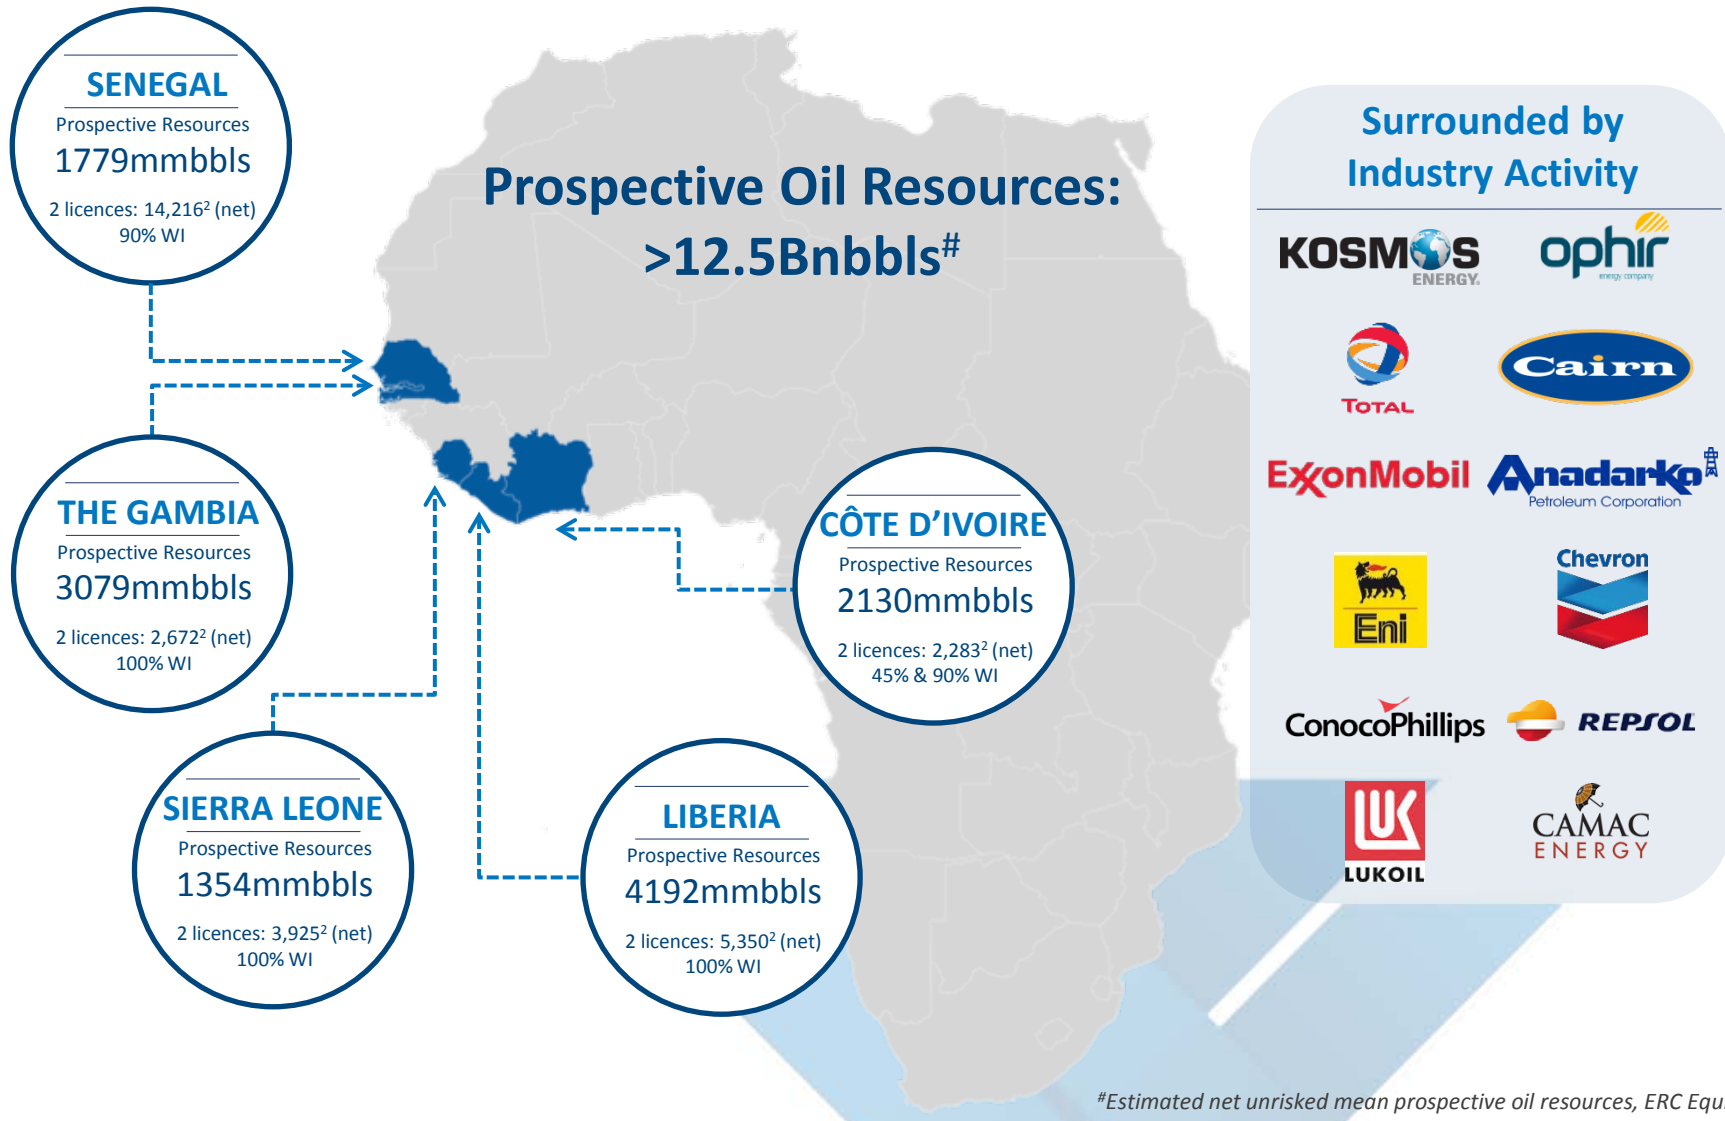 SENEGAL
Prospective Resources
1779mmbbls
2 licences: 14,216² (net)
90% WI
THE GAMBIA
Prospective Resources
3079mmbbls
2 licences: 2,672² (net)
100% WI
SIERRA LEONE
Prospective Resources
1354mmbbls
2 licences: 3,925² (net)
100% WI
LIBERIA
Prospective Resources
4192mmbbls
2 licences: 5,350² (net)
100% WI
CÔTE D’IVOIRE
Prospective Resources
2130mmbbls
2 licences: 2,283² (net)
45% & 90% WI
Prospective Oil Resources:
>12.5Bnbbls#
Surrounded by
Industry Activity
KOSMOS
ENERGY.
ophir
energy company
TOTAL
Cairn
ExxonMobil
Anadarko
Petroleum Corporation
Eni
Chevron
ConocoPhillips
REPSOL
LUK
LUKOIL
CAMAC
ENERGY
#Estimated net unrisked mean prospective oil resources, ERC